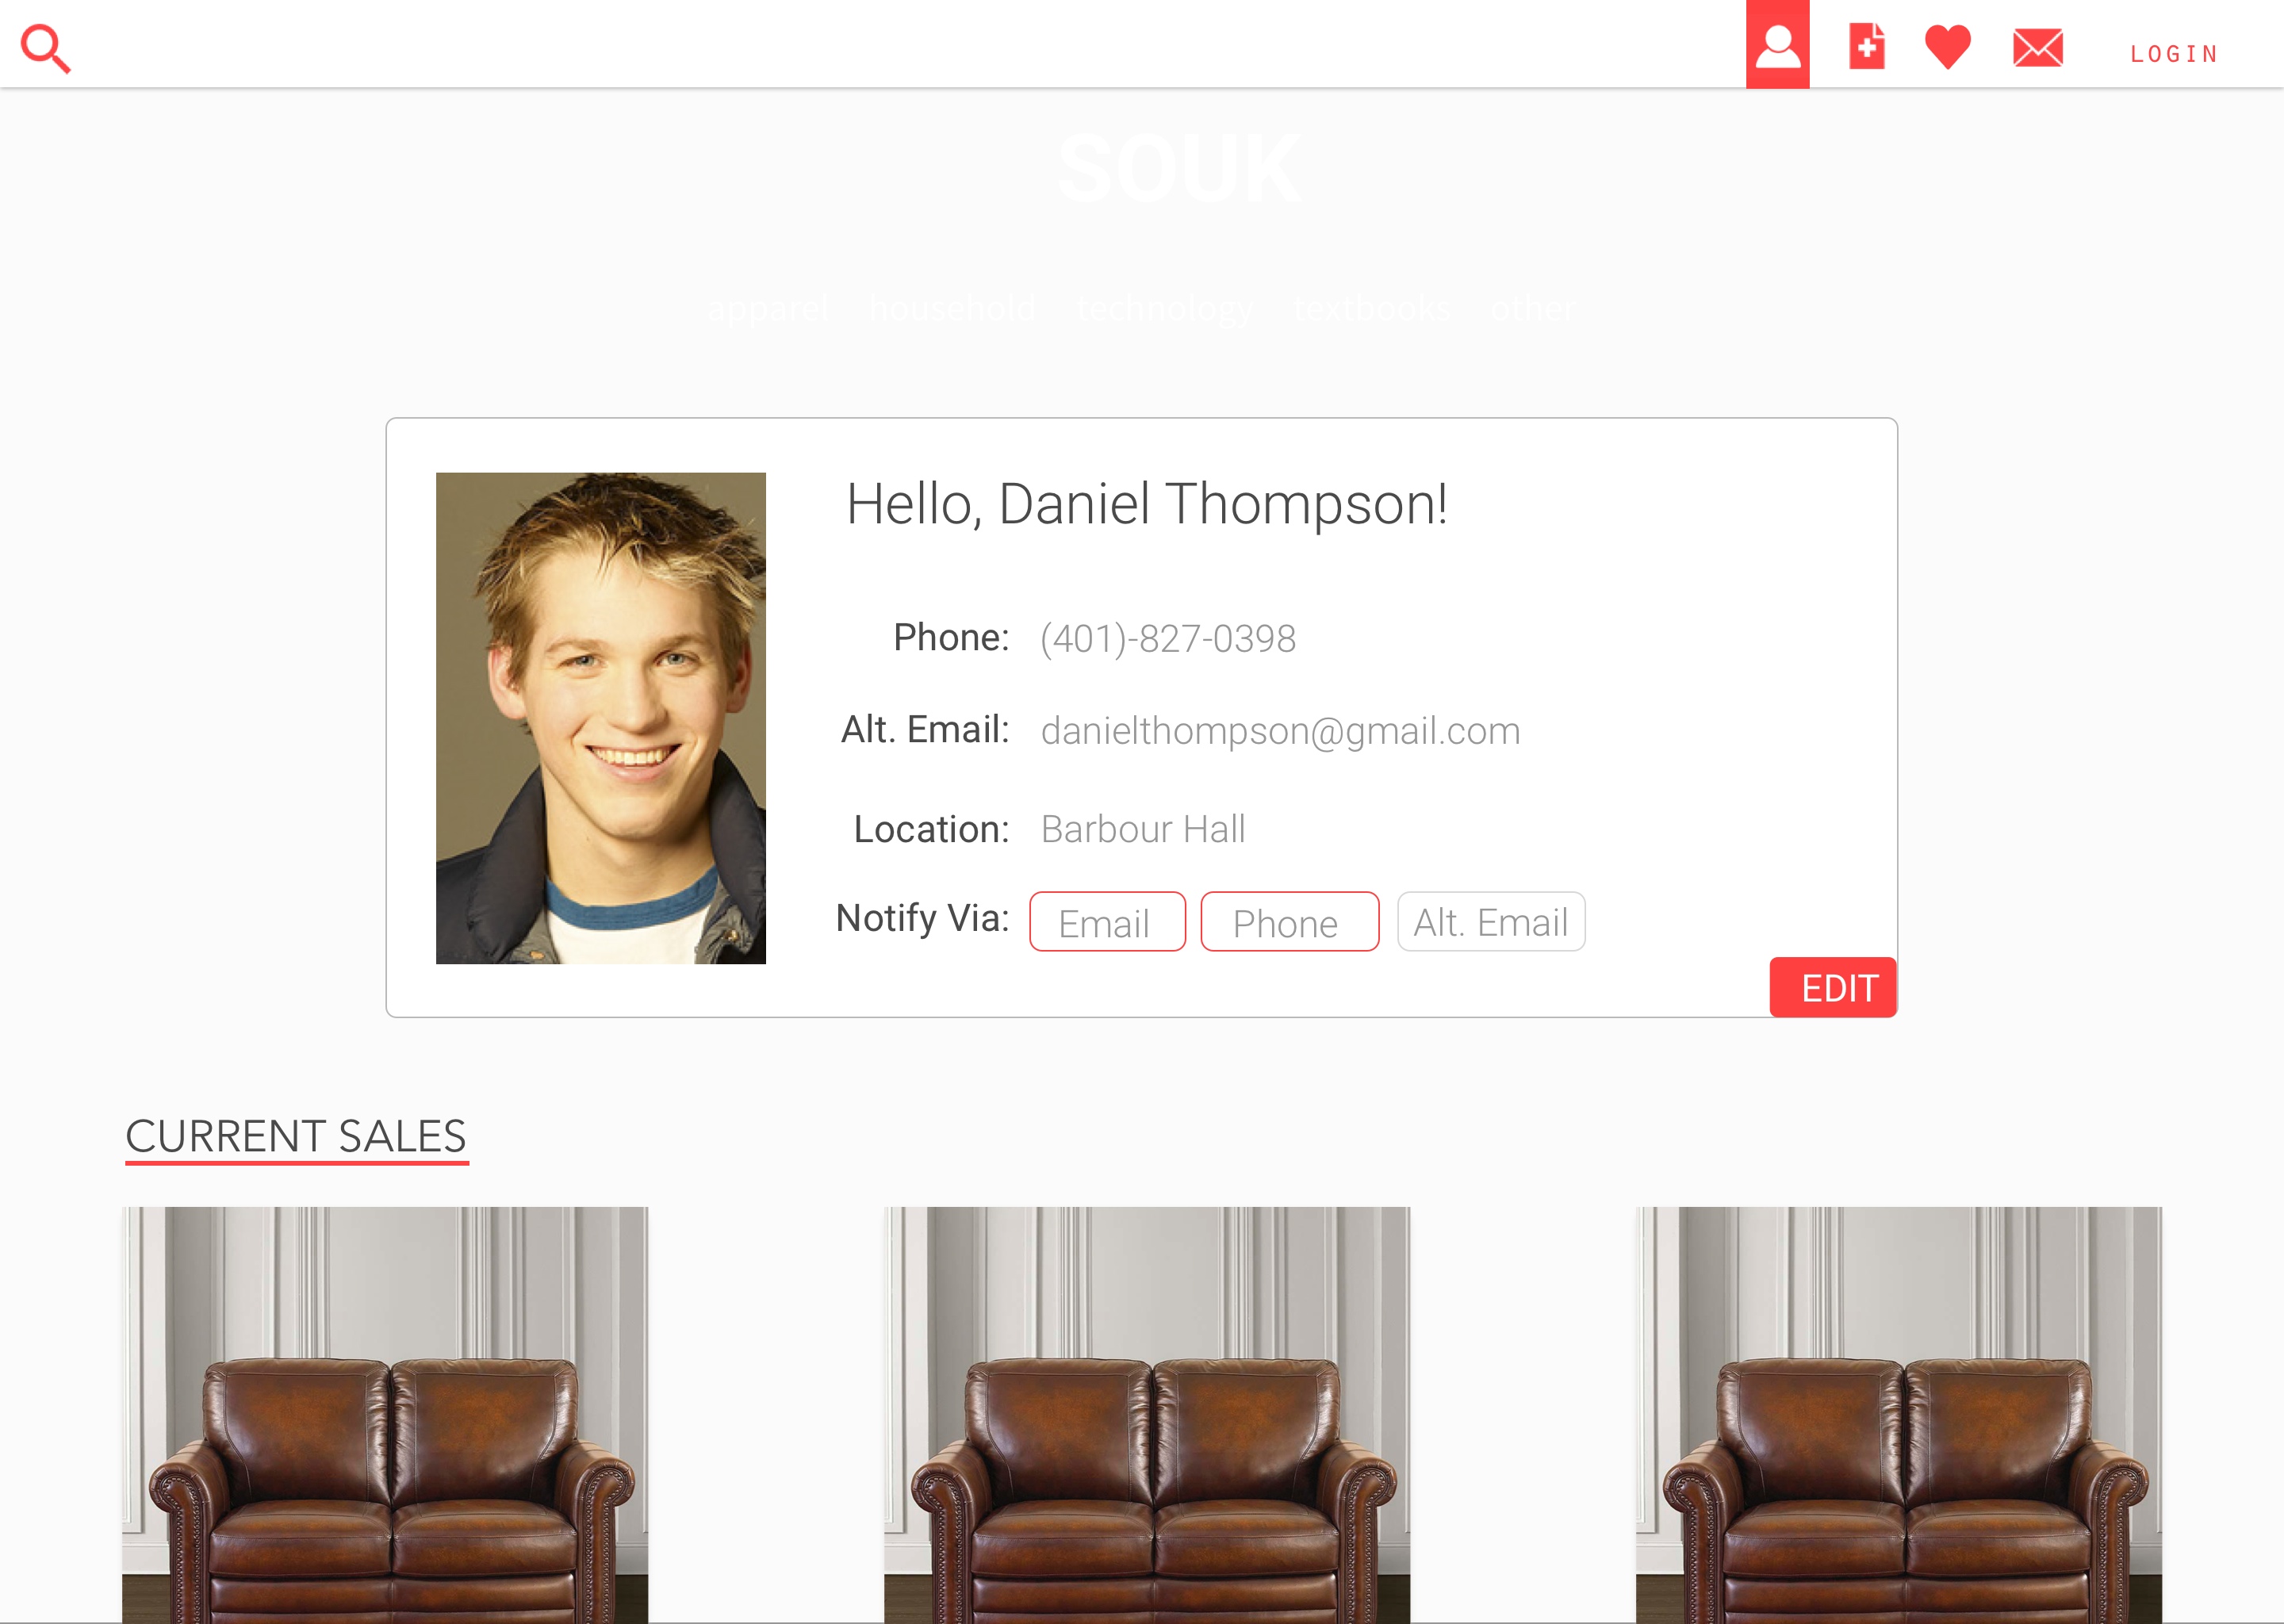 LOGIN
SOUK
apparel household technology textbooks other
Hello, Daniel Thompson!
Phone: (401)-827-0398
Alt. Email: danielthompson@gmail.com
Location: Barbour Hall
Notify Via: Email Phone Alt. Email
EDIT
CURRENT SALES